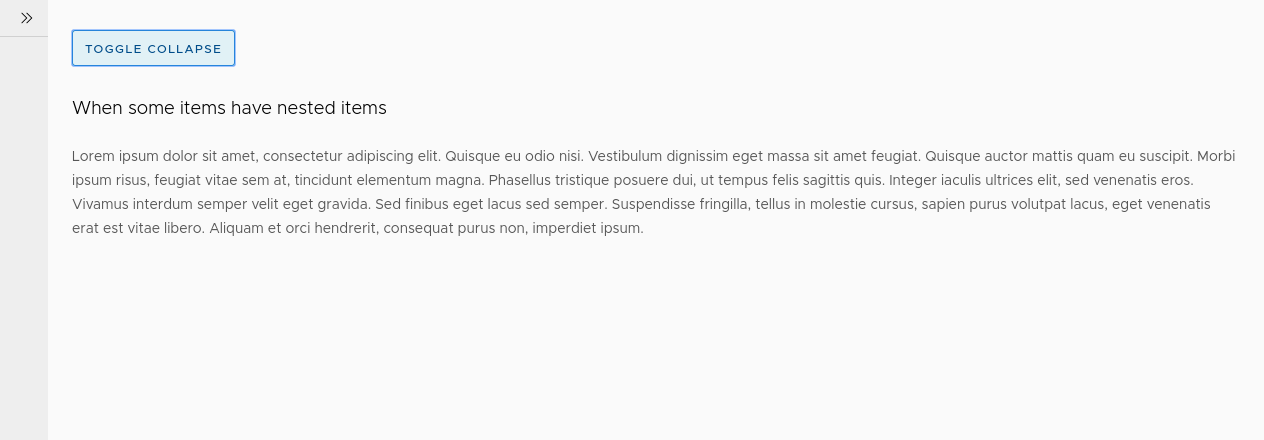 TOGGLE COLLAPSE
When some items have nested items
Lorem ipsum dolor sit amet, consectetur adipiscing elit. Quisque eu odio nisi. Vestibulum dignissim eget massa sit amet feugiat. Quisque auctor mattis quam eu suscipit. Morbi
ipsum risus, feugiat vitae sem at, tincidunt elementum magna. Phasellus tristique posuere dui, ut tempus felis sagittis quis. Integer iaculis ultrices elit, sed venenatis eros.
Vivamus interdum semper velit eget gravida. Sed finibus eget lacus sed semper. Suspendisse fringilla, tellus in molestie cursus, sapien purus volutpat lacus, eget venenatis
erat est vitae libero. Aliquam et orci hendrerit, consequat purus non, imperdiet ipsum.